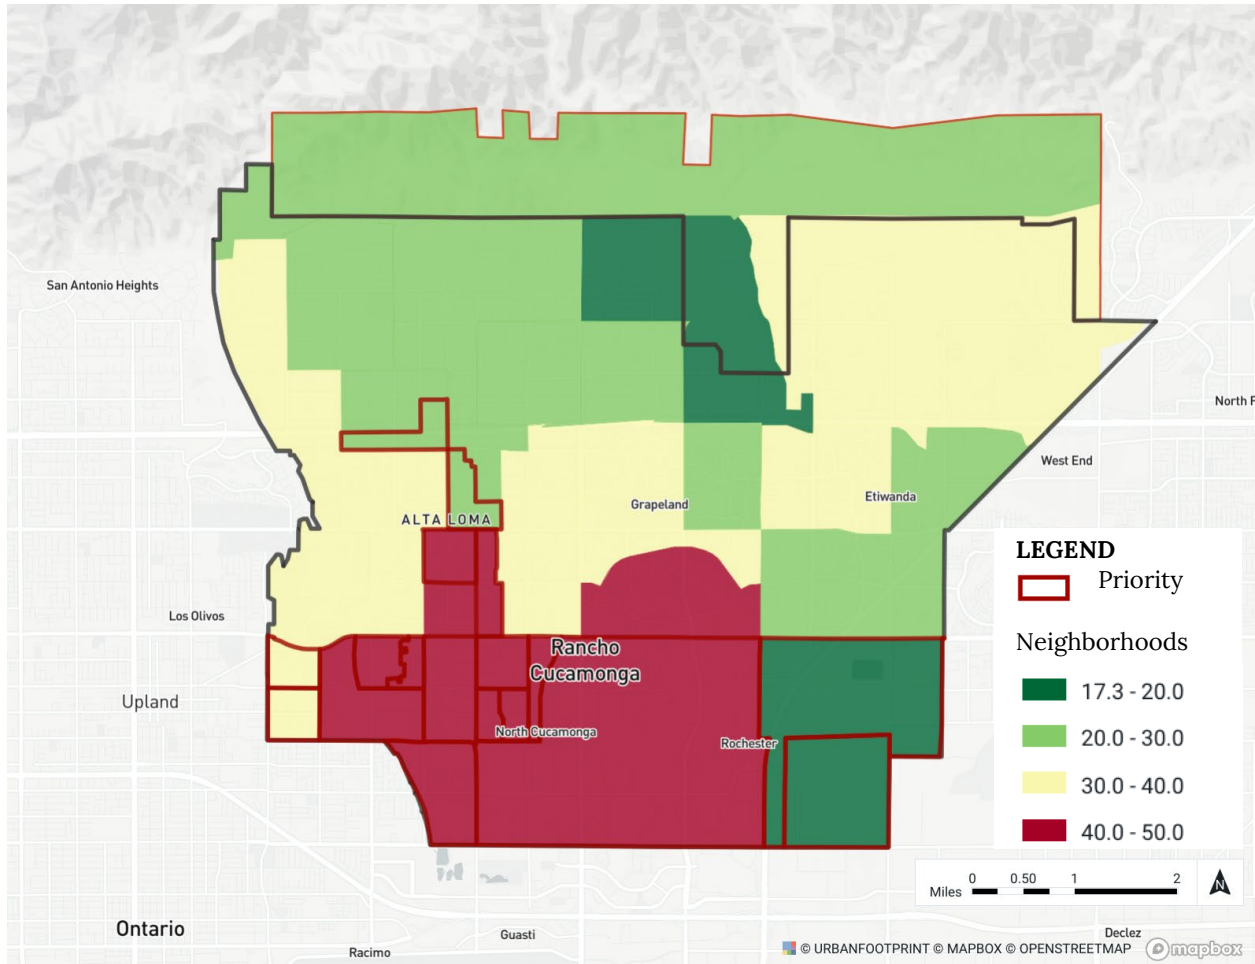 San Antonio Heights
North F
West End
Grapeland
Etiwanda
ALTA LOMA
LEGEND
Priority
Los Olivos
Neighborhoods
Rancho
Cucamonga
17.3 - 20.0
Upland
North Cucamonga
Rochester
20.0 - 30.0
30.0 - 40.0
40.0 - 50.0
0 0.50 1 2
Miles
N
Ontario
Guasti
Declez
Racimo
© URBANFOOTPRINT © MAPBOX © OPENSTREETMAP mapbox